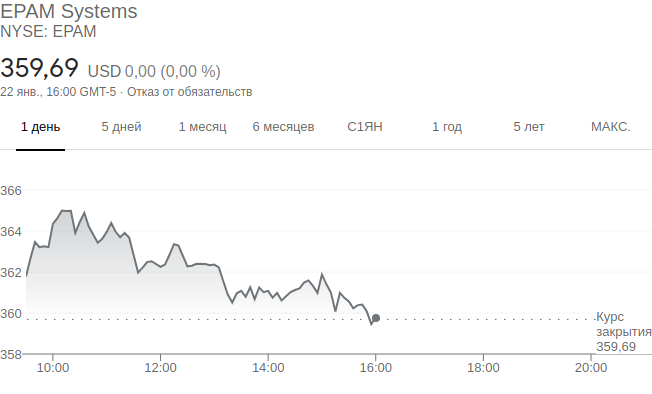 EPAM Systems
NYSE: EPAM
359,69 USD 0,00 (0,00 %)
22 янв., 16:00 GMT-5 · Отказ от обязательств
1 день 5 дней 1 месяц 6 месяцев С1ЯН 1 год 5 лет МАКС.
366
364
362
360
358
Курс
закрытия
359,69
10:00 12:00 14:00 16:00 18:00 20:00